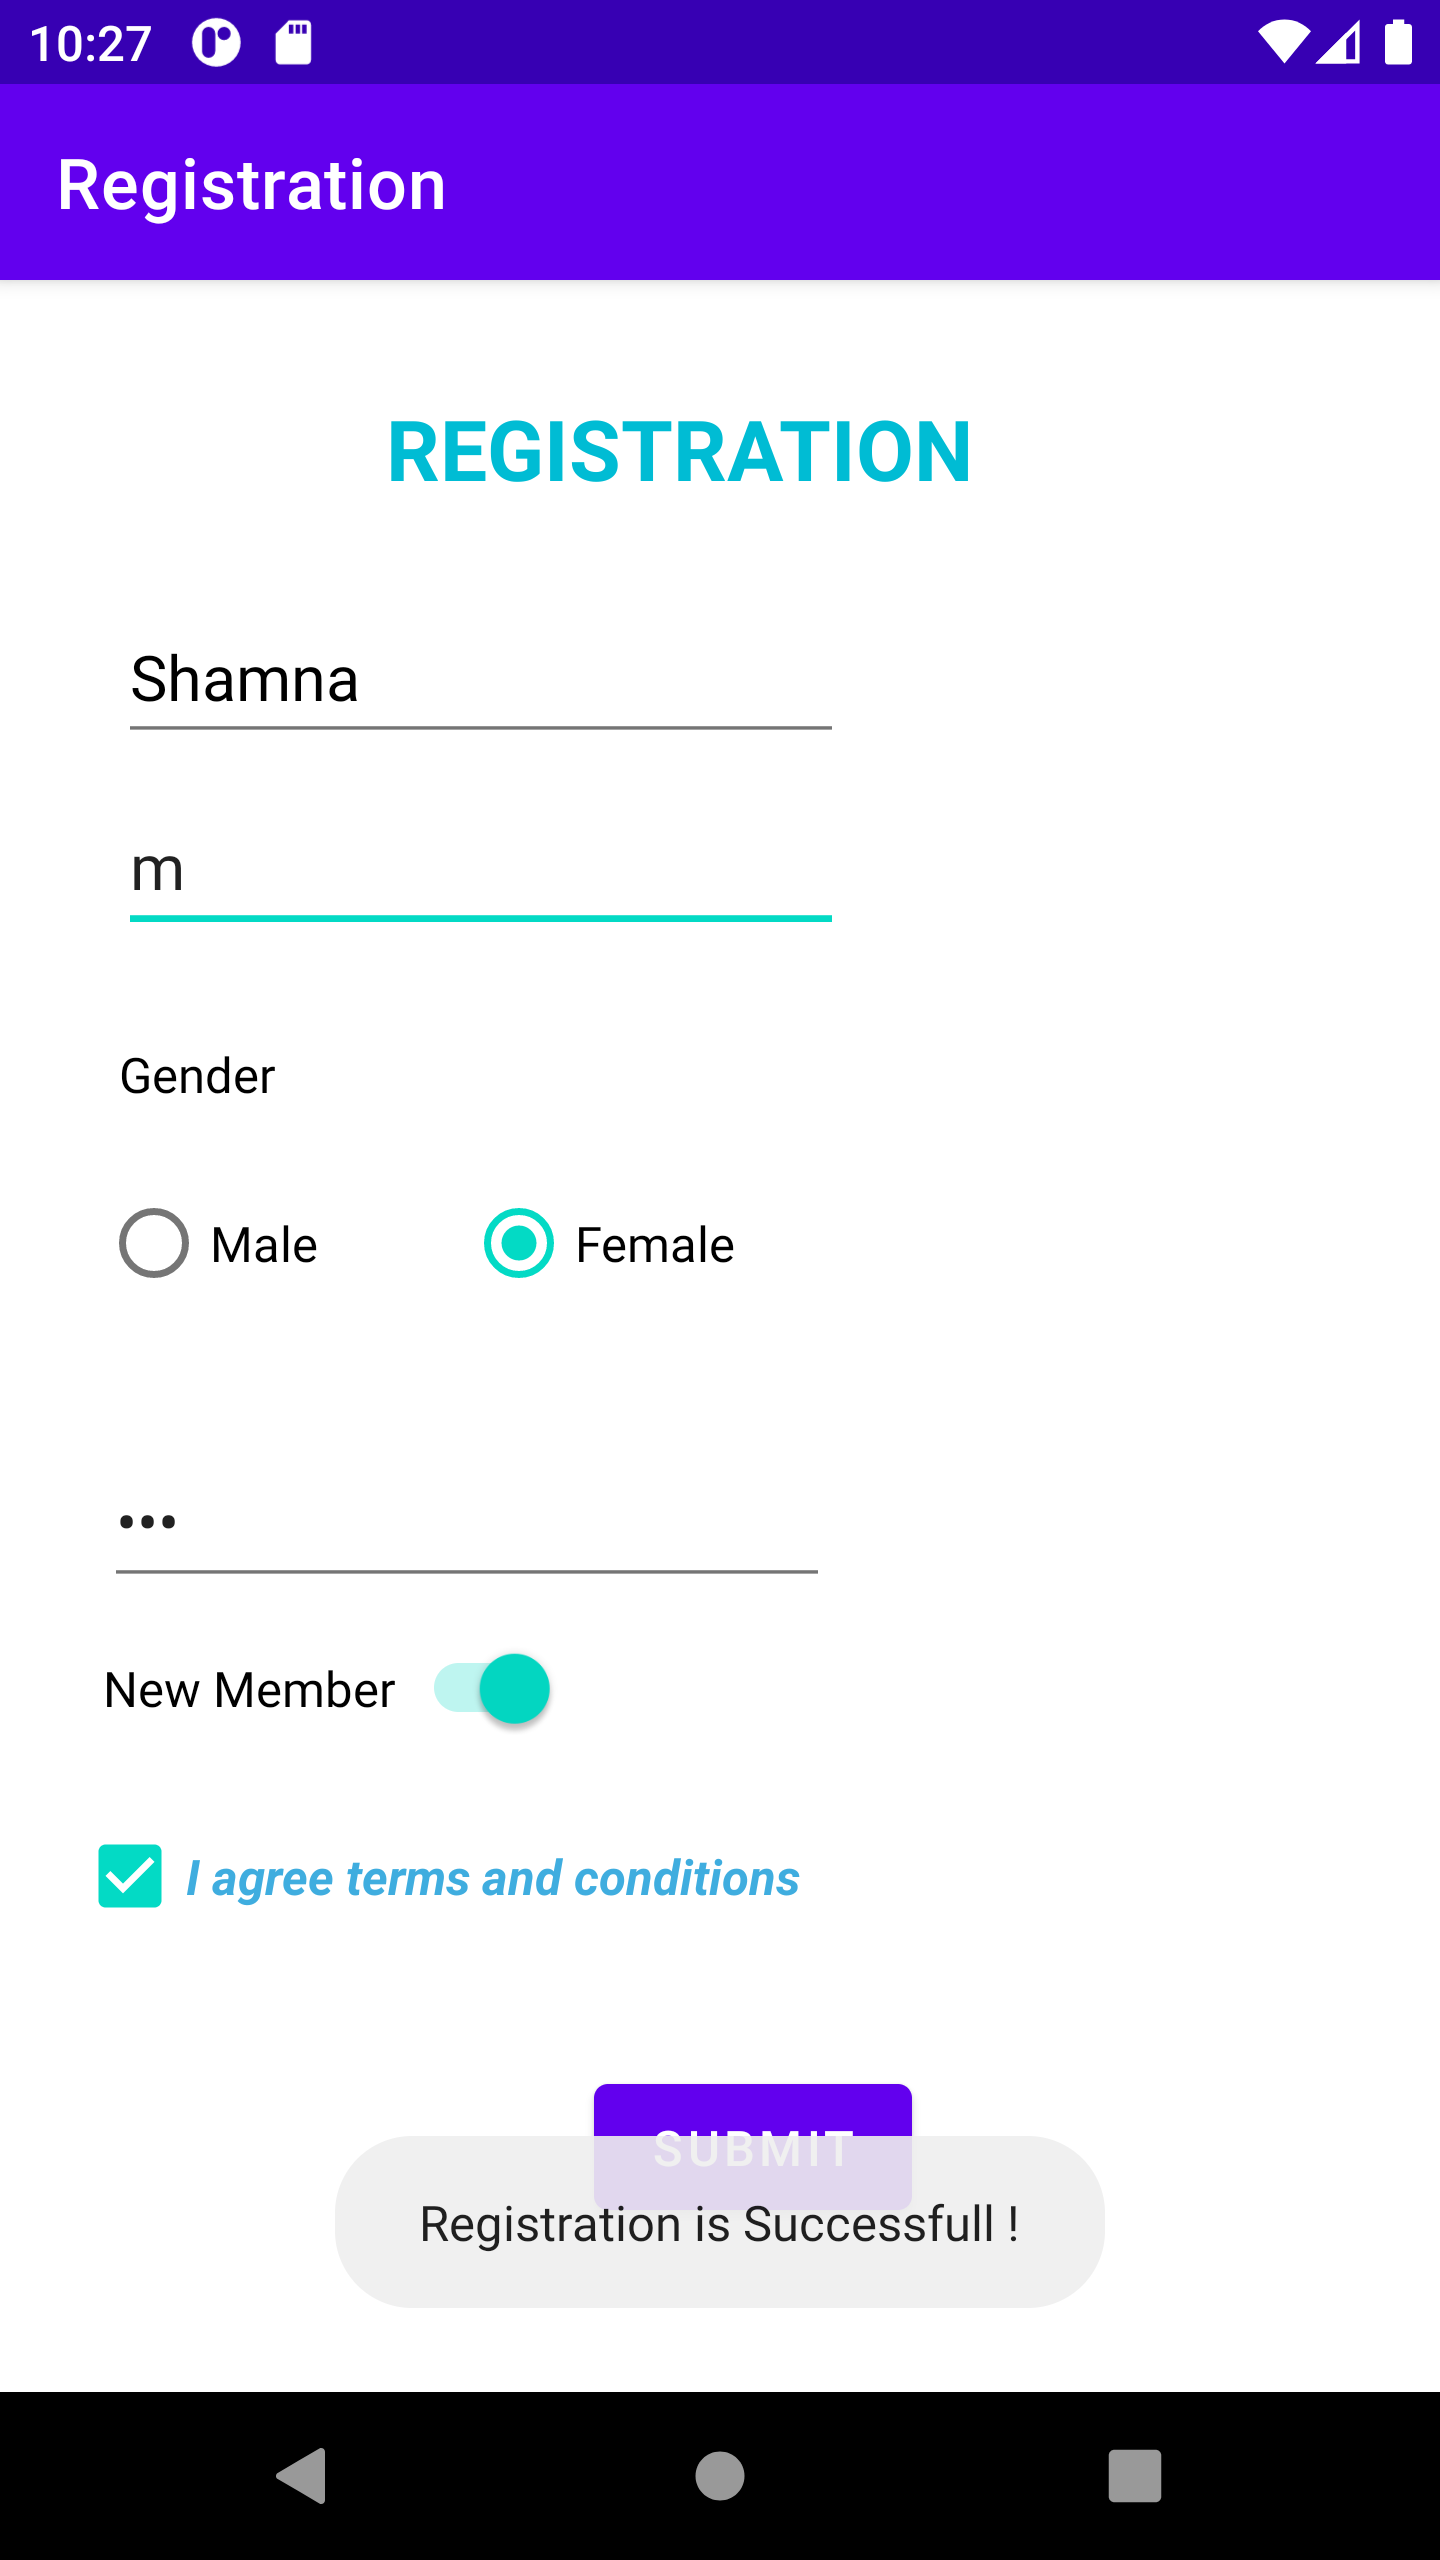 10:27
Registration
REGISTRATION
Shamna
m
Gender
Male Female
•••
New Member
I agree terms and conditions
SUBMIT
Registration is Successfull !